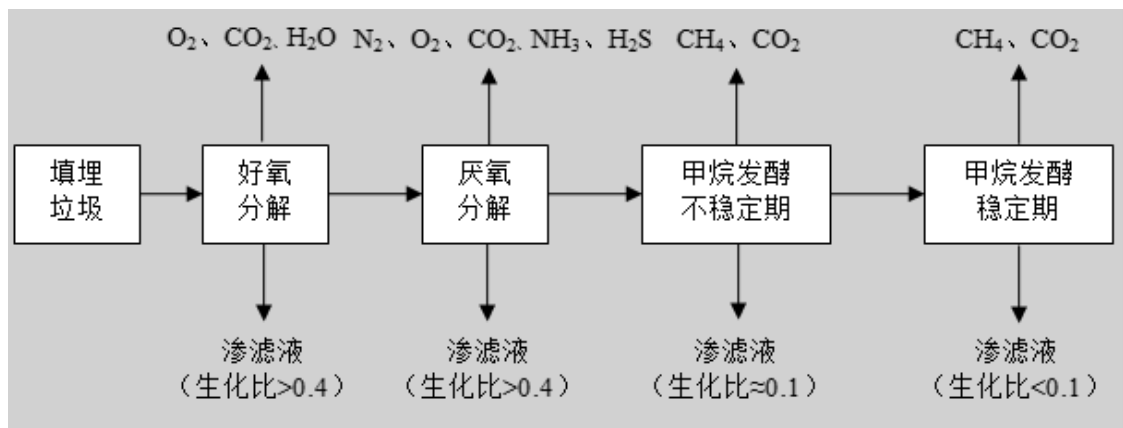 O₂、CO₂、H₂O N₂、O₂、CO₂、NH₃、H₂S CH₄、CO₂ CH₄、CO₂
填埋
垃圾
好氧
分解
厌氧
分解
甲烷发酵
不稳定期
甲烷发酵
稳定期
渗滤液
（生化比>0.4）
渗滤液
（生化比>0.4）
渗滤液
（生化比≈0.1）
渗滤液
（生化比<0.1）